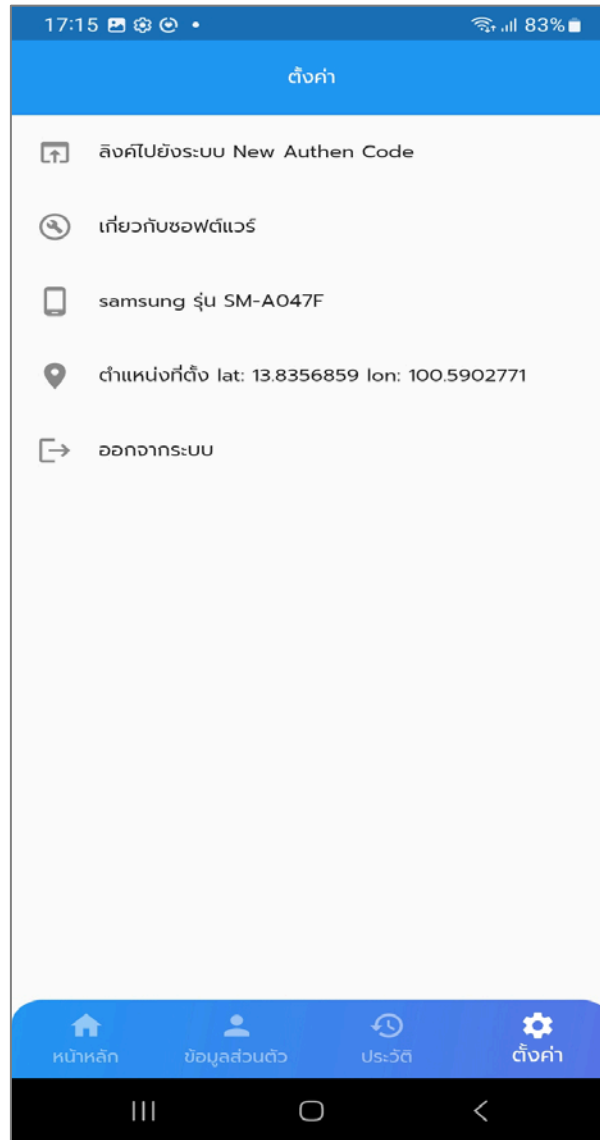 17:15
83%
ตั้งค่า
ลิงค์ไปยังระบบ New Authen Code
เกี่ยวกับซอฟต์แวร์
samsung รุ่น SM-A047F
ตำแหน่งที่ตั้ง lat: 13.8356859 lon: 100.5902771
ออกจากระบบ
หน้าหลัก
ข้อมูลส่วนตัว
ประวัติ
ตั้งค่า